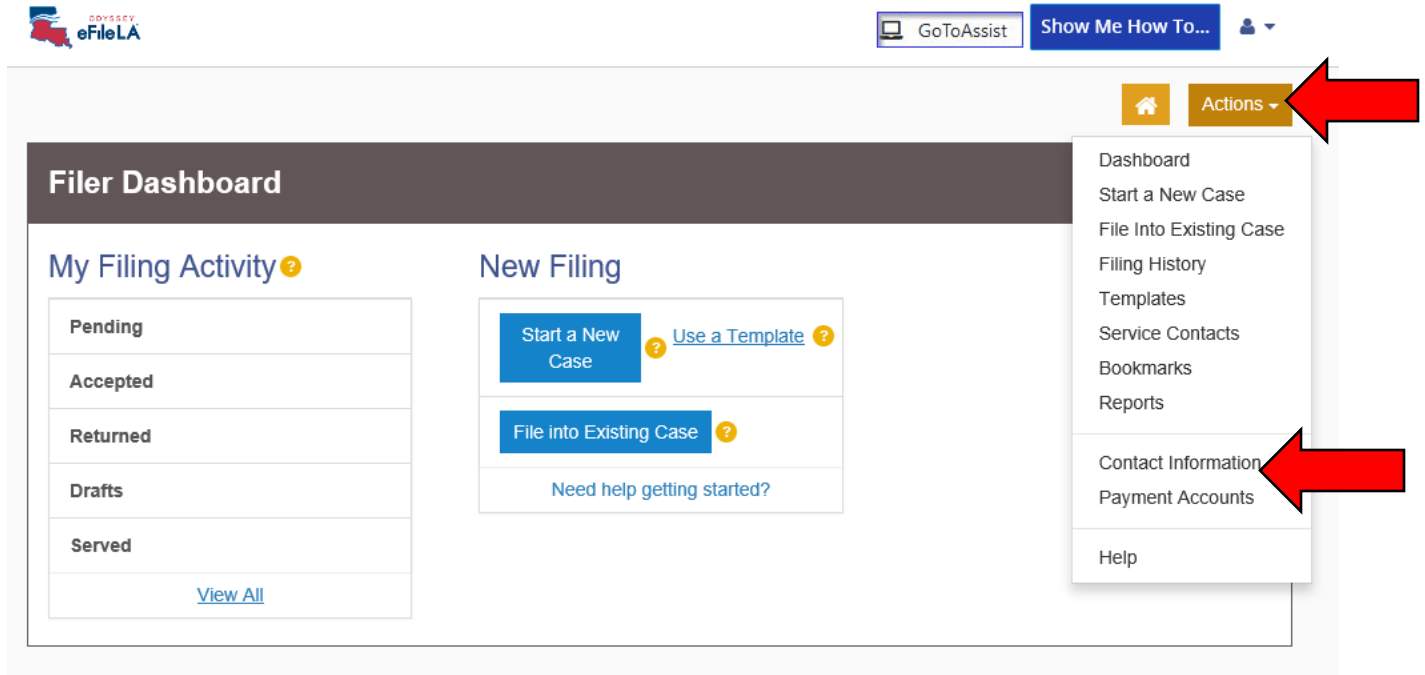 ODYSSEY
eFileLA
GoToAssist
Show Me How To...
Actions
Dashboard
Start a New Case
File Into Existing Case
Filing History
Templates
Service Contacts
Bookmarks
Reports
Contact Information
Payment Accounts
Help
Filer Dashboard
My Filing Activity ?
Pending
Accepted
Returned
Drafts
Served
View All
New Filing
Start a New
Case
? Use a Template ?
File into Existing Case ?
Need help getting started?